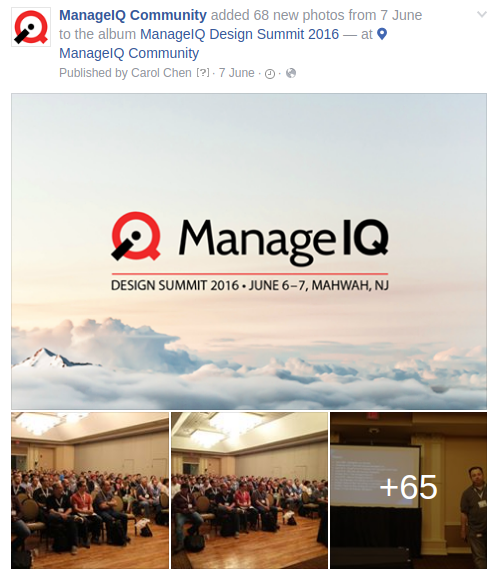 ManageIQ Community added 68 new photos from 7 June
to the album ManageIQ Design Summit 2016 — at
ManageIQ Community
Published by Carol Chen [?] · 7 June ·
ManageIQ
DESIGN SUMMIT 2016 • JUNE 6–7, MAHWAH, NJ
+65